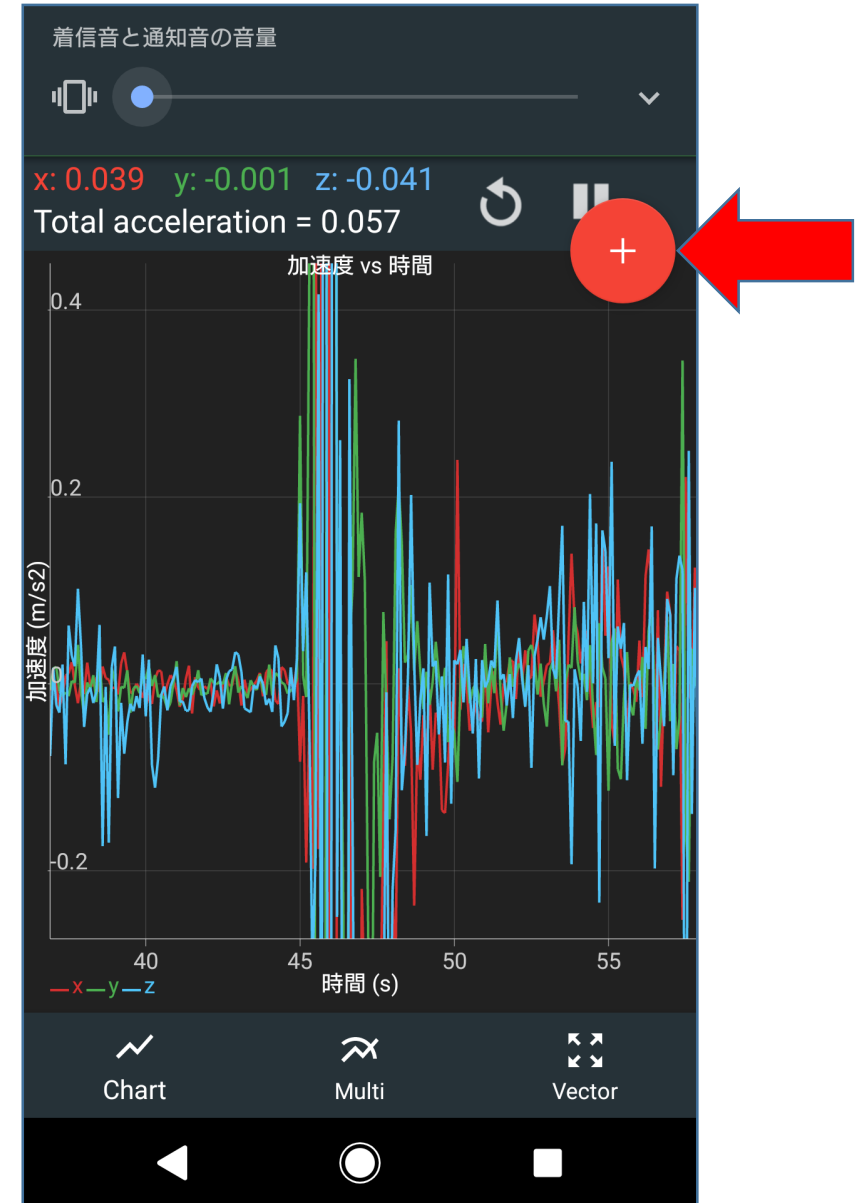 着信音と通知音の音量
x: 0.039 y: -0.001 z: -0.041
Total acceleration = 0.057
+
加速度 vs 時間
0.4
0.2
0
-0.2
加速度 (m/s2)
40 45 50 55
x y z
時間 (s)
Chart Multi Vector